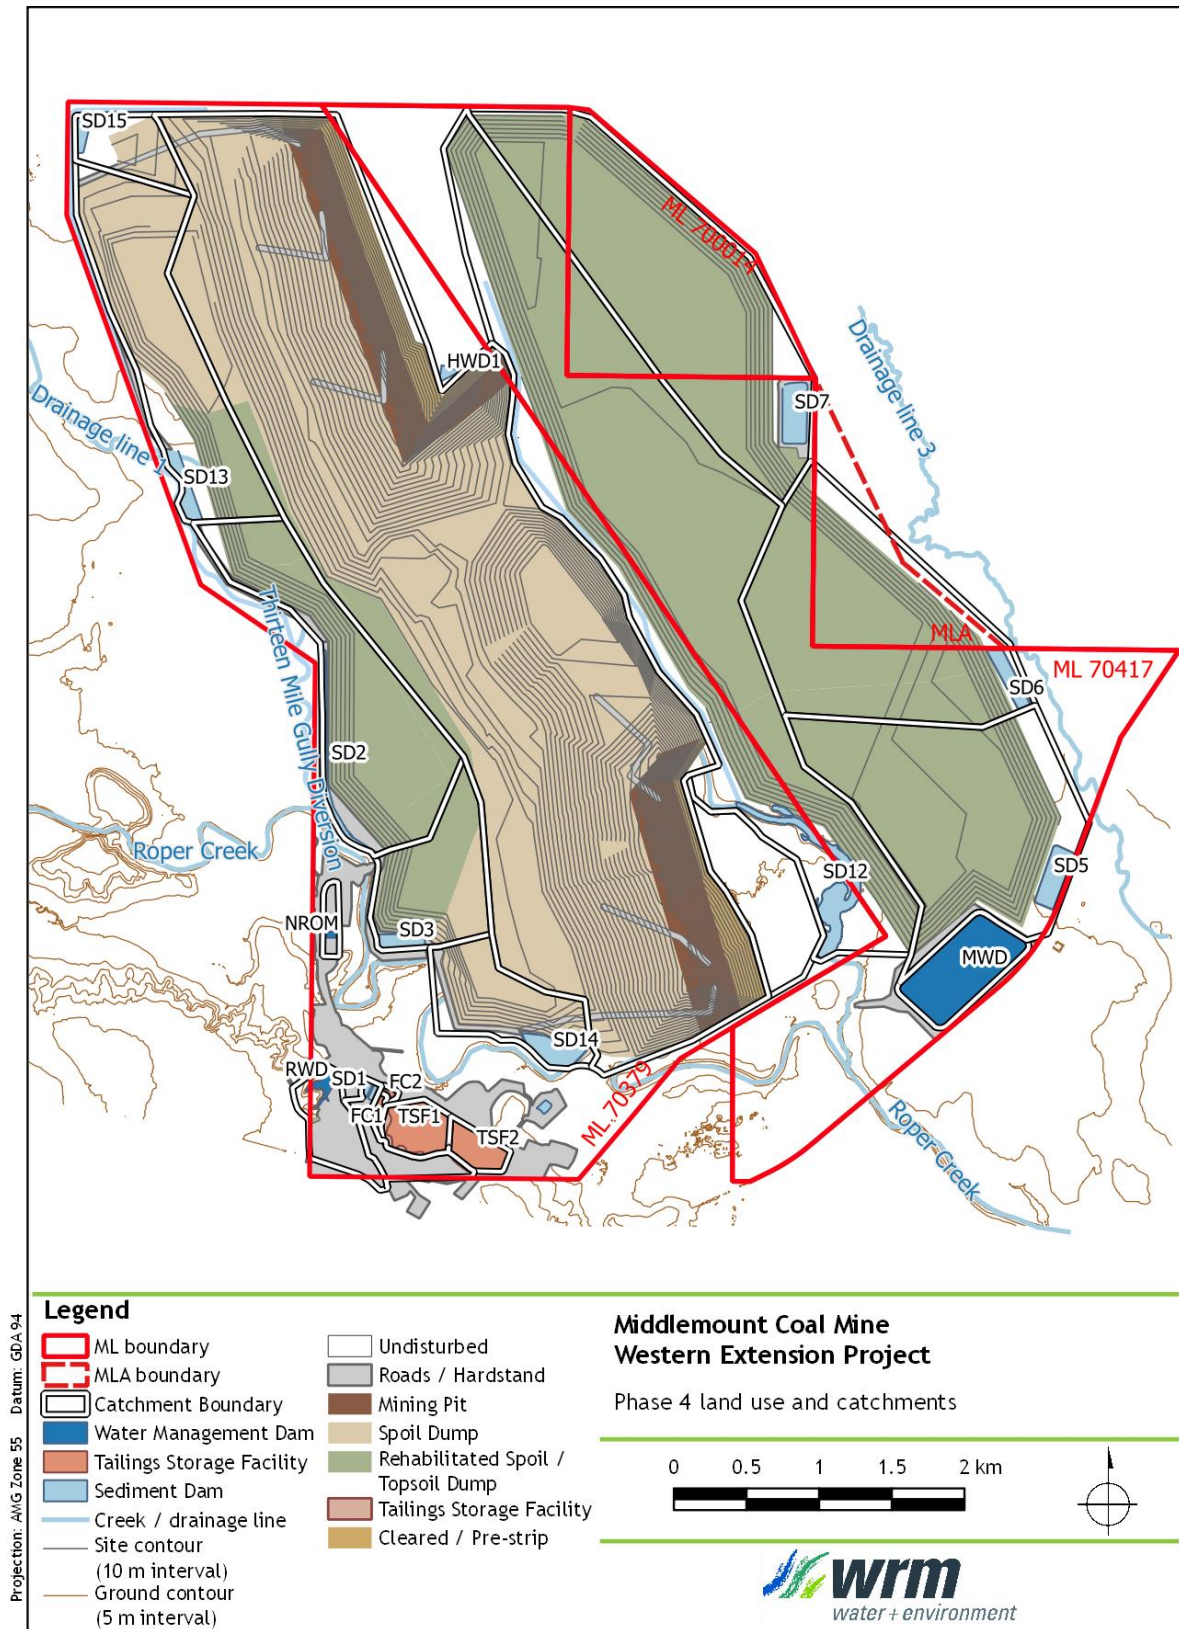 SD15
ML 700014
HWD1
Drainage line 3
SD7
Drainage line 1
SD13
Thirteen Mile Gully Diversion
MLA
ML 70417
SD6
SD2
Roper Creek
SD12
SD5
NROM
SD3
MWD
SD14
RWD
SD1
FC2
FC1
TSF1
TSF2
ML 70379
Roper Creek
Projection: AMG Zone 55 Datum: GDA94
Legend
ML boundary
MLA boundary
Catchment Boundary
Water Management Dam
Tailings Storage Facility
Sediment Dam
Creek / drainage line
Site contour
(10 m interval)
Ground contour
(5 m interval)
Undisturbed
Roads / Hardstand
Mining Pit
Spoil Dump
Rehabilitated Spoil /
Topsoil Dump
Tailings Storage Facility
Cleared / Pre-strip
Middlemount Coal Mine
Western Extension Project
Phase 4 land use and catchments
0 0.5 1 1.5 2 km
wrm
water + environment